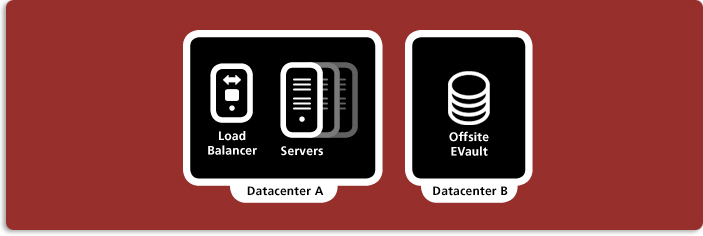 Load
Balancer
Servers
Datacenter A
Offsite
EVault
Datacenter B